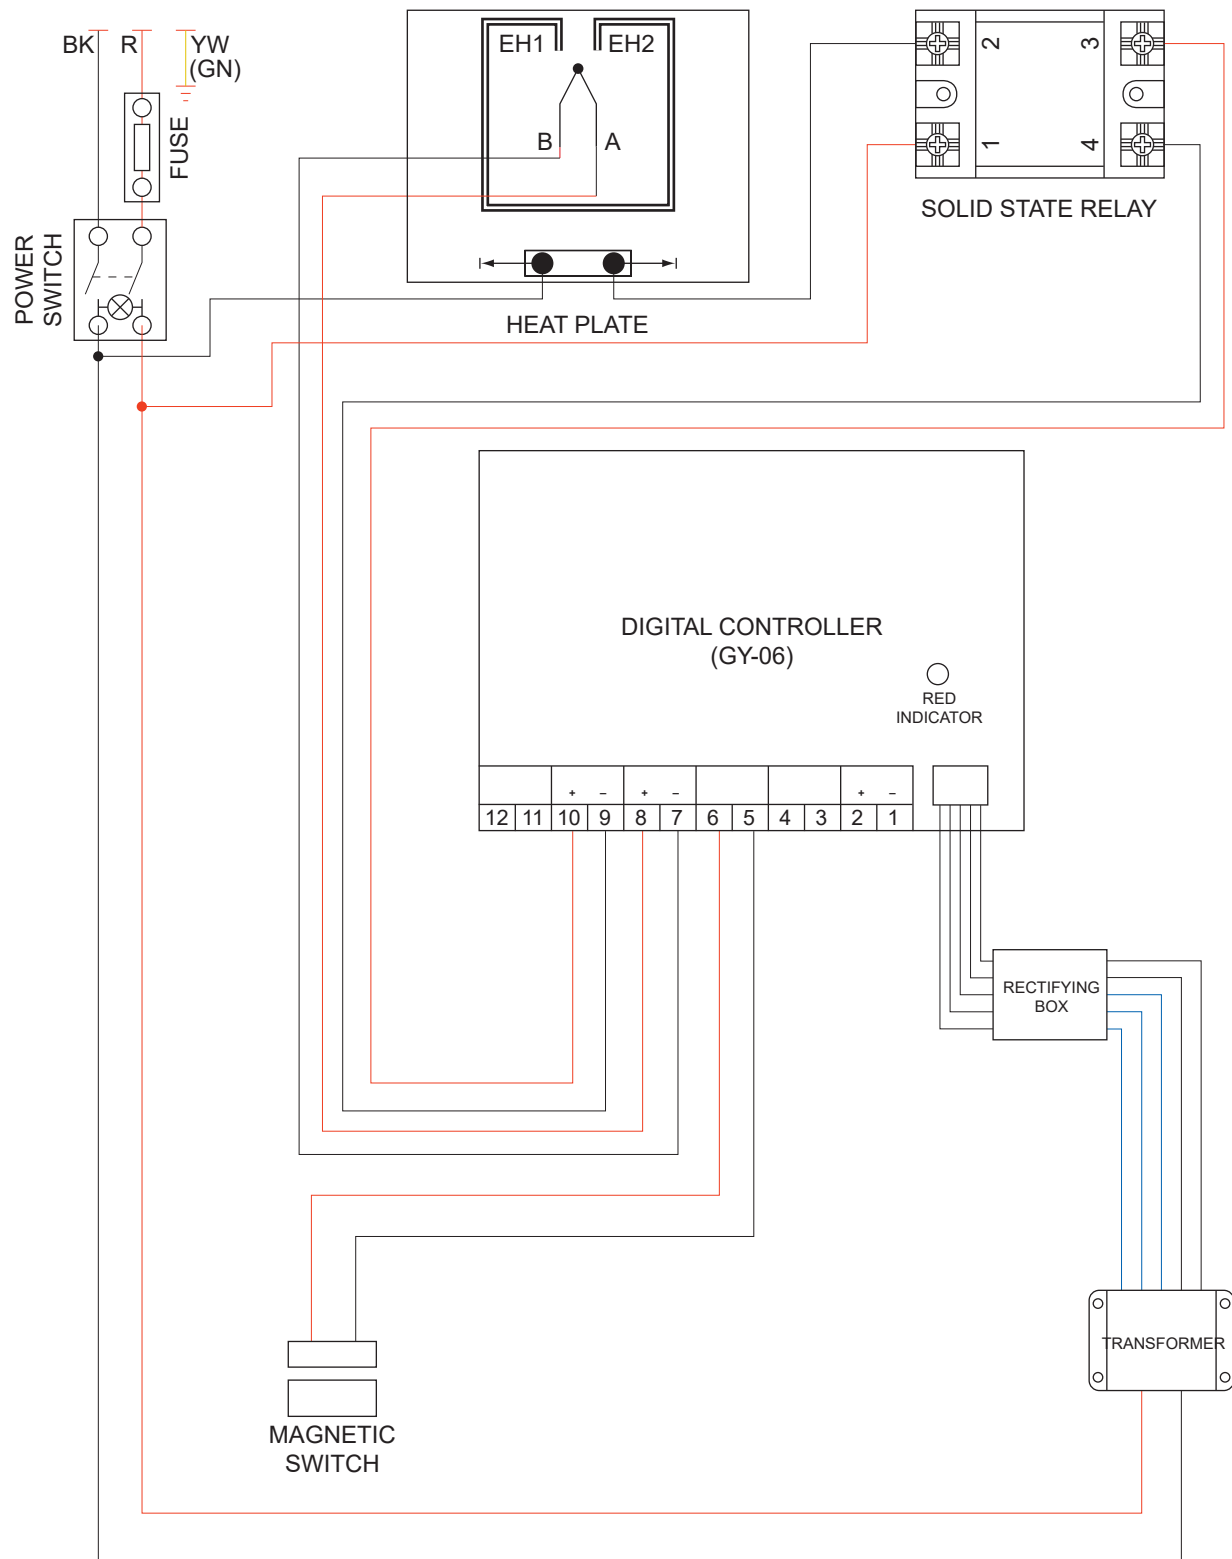 BK
R
YW
(GN)
FUSE
POWER
SWITCH
EH1
EH2
B
A
HEAT PLATE
2
3
1
4
SOLID STATE RELAY
DIGITAL CONTROLLER
(GY-06)
RED
INDICATOR
+ − + − + −
12 11 10 9 8 7 6 5 4 3 2 1
RECTIFYING
BOX
TRANSFORMER
MAGNETIC
SWITCH